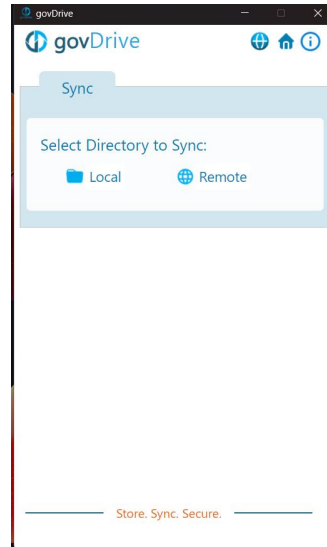 govDrive
govDrive
Sync
Select Directory to Sync:
Local Remote
Store. Sync. Secure.